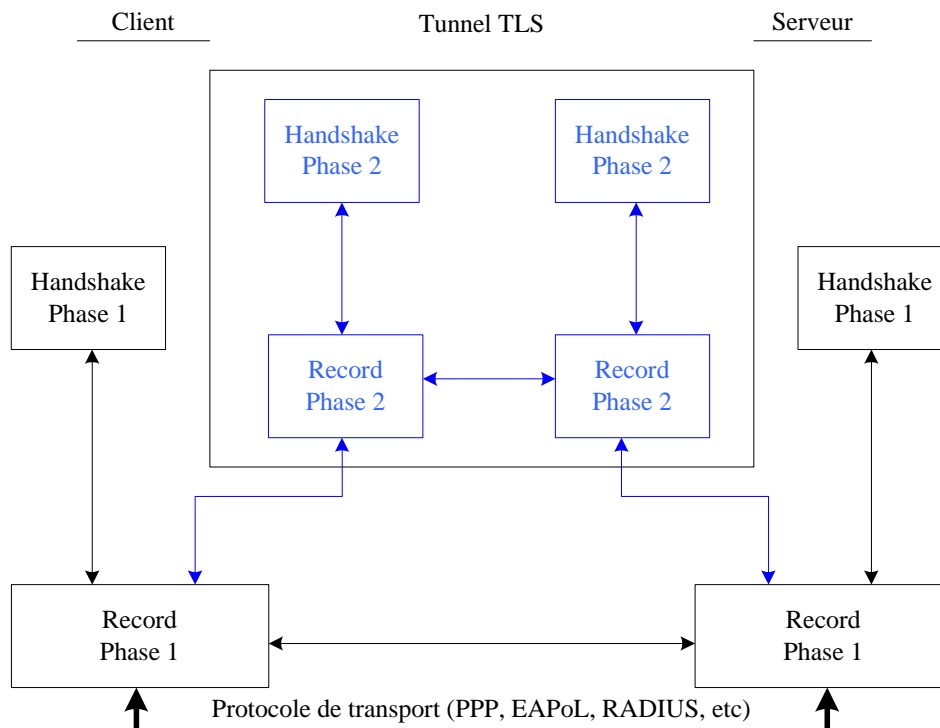 Client
Tunnel TLS
Serveur
Handshake
Phase 2
Handshake
Phase 2
Handshake
Phase 1
Handshake
Phase 1
Record
Phase 2
Record
Phase 2
Record
Phase 1
Record
Phase 1
Protocole de transport (PPP, EAPoL, RADIUS, etc)